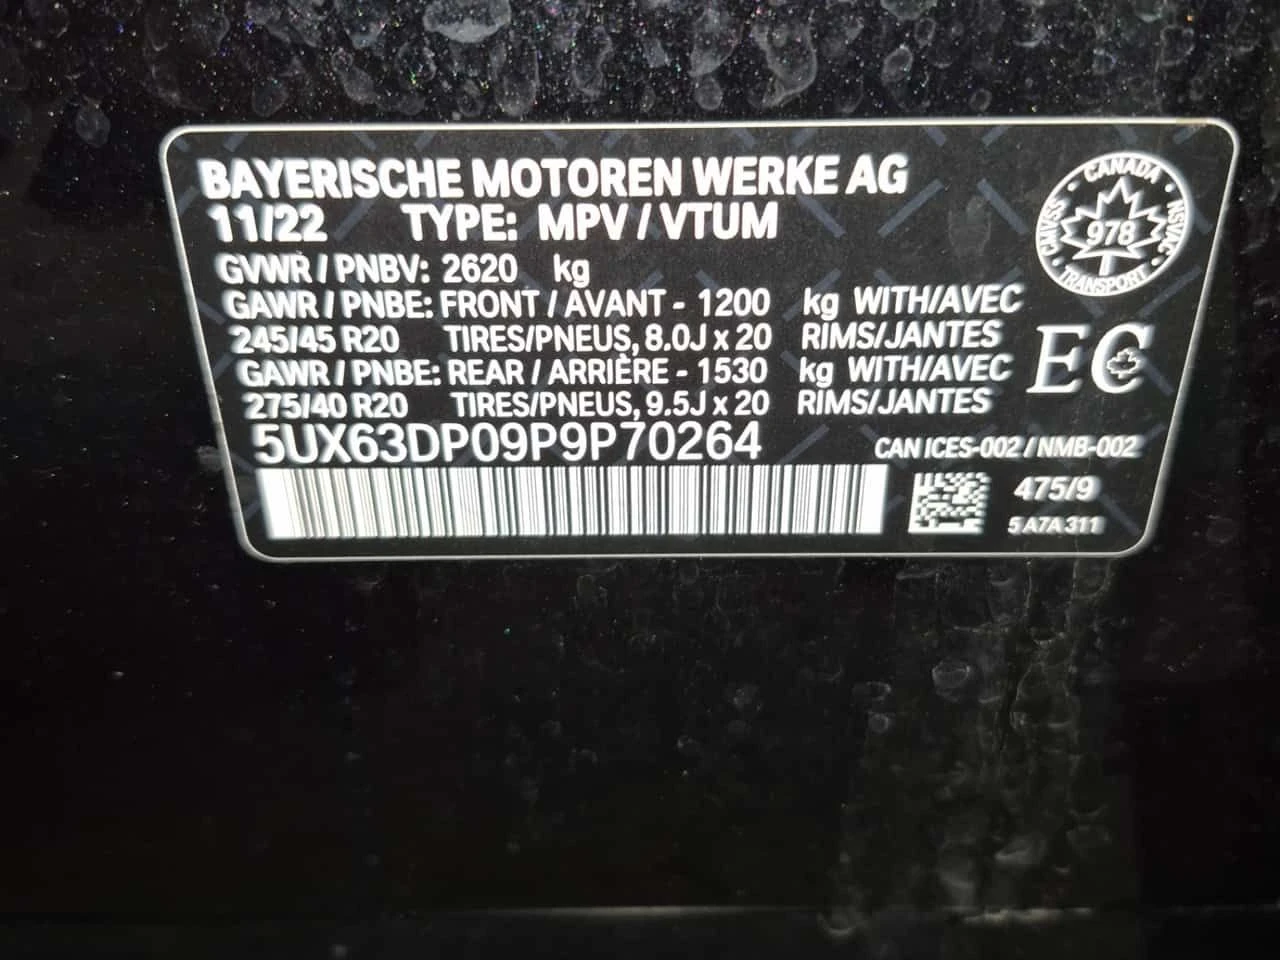 BAYERISCHE MOTOREN WERKE AG
11/22 TYPE: MPV / VTUM
GVWR / PNBV: 2620 kg
GAWR / PNBE: FRONT / AVANT - 1200 kg WITH/AVEC
245/45 R20 TIRES/PNEUS, 8.0J x 20 RIMS/JANTES
GAWR / PNBE: REAR / ARRIÈRE - 1530 kg WITH/AVEC
275/40 R20 TIRES/PNEUS, 9.5J x 20 RIMS/JANTES
5UX63DP09P9P70264
CANADA
CMVSS
978
NSVAC
TRANSPORT
EC
CAN ICES-002 / NMB-002
475/9
5 A7A 311